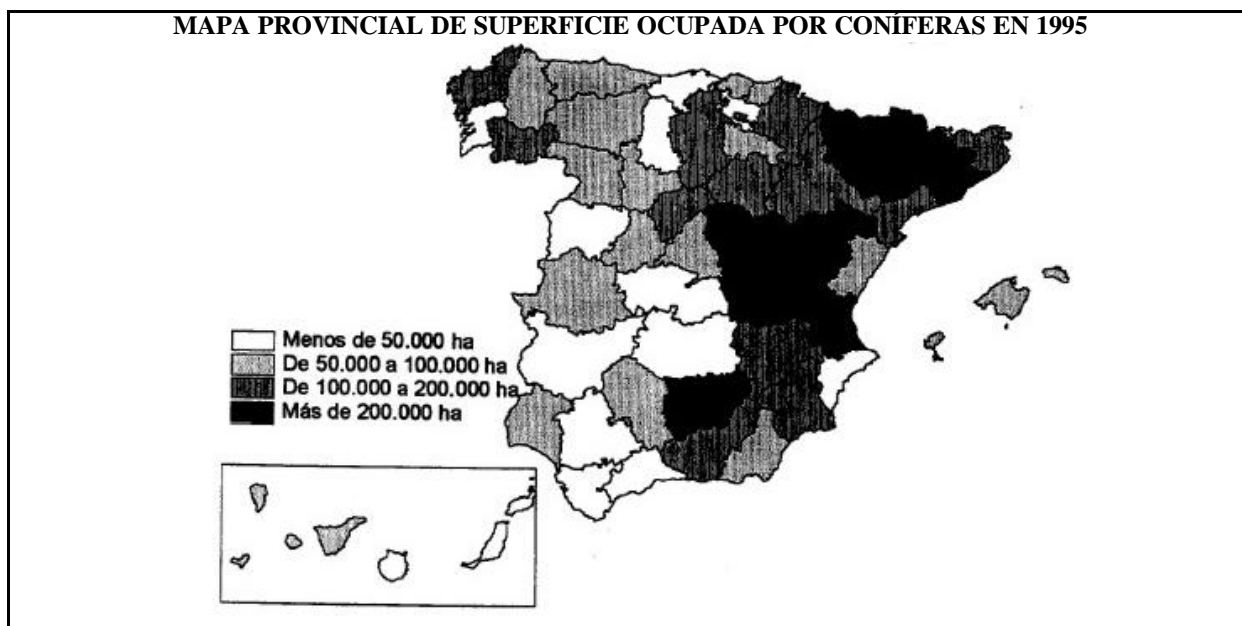 MAPA PROVINCIAL DE SUPERFICIE OCUPADA POR CONÍFERAS EN 1995
Menos de 50.000 ha
De 50.000 a 100.000 ha
De 100.000 a 200.000 ha
Más de 200.000 ha